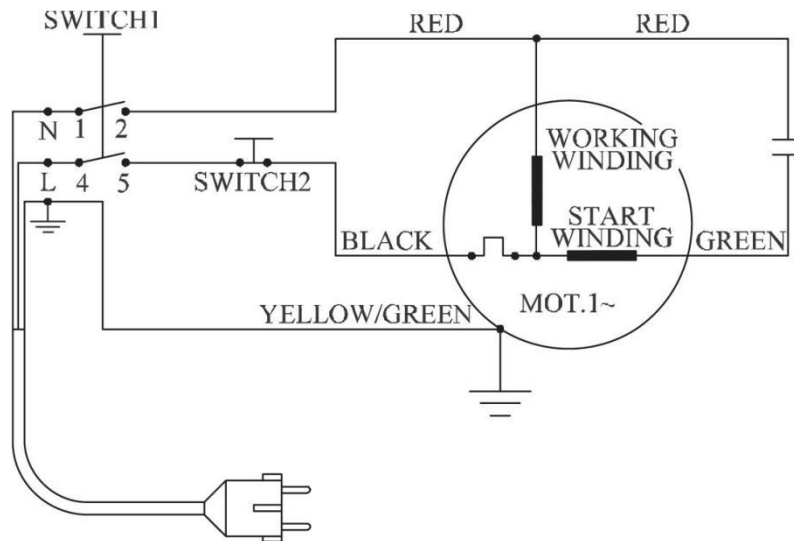 SWITCH1
RED RED
N 1 2
WORKING
WINDING
L 4 5 SWITCH2
START
WINDING
BLACK GREEN
MOT.1~
YELLOW/GREEN